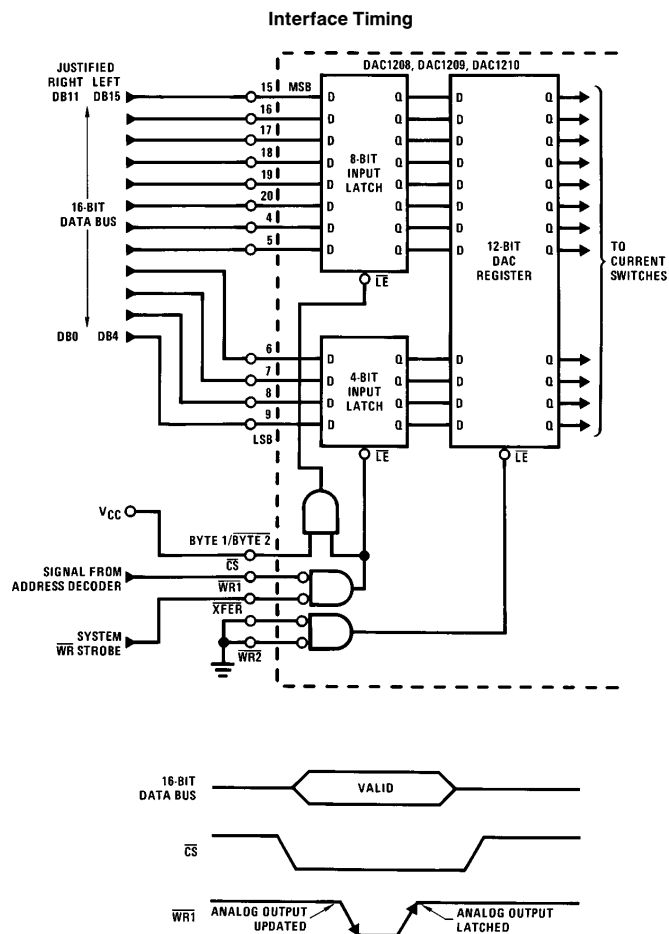 Interface Timing
DAC1208, DAC1209, DAC1210
JUSTIFIED
RIGHT LEFT
DB11 DB15
15 MSB
16
17
18
19
20
4
5
16-BIT
DATA BUS
D Q
D Q
D Q
D Q
D Q
D Q
D Q
D Q
8-BIT
INPUT
LATCH
LE
D Q
D Q
D Q
D Q
D Q
D Q
D Q
D Q
12-BIT
DAC
REGISTER
TO
CURRENT
SWITCHES
DB0 DB4
6
7
8
9
LSB
D Q
D Q
D Q
D Q
4-BIT
INPUT
LATCH
LE
D Q
D Q
D Q
D Q
LE
VCC
BYTE 1/BYTE 2
SIGNAL FROM
ADDRESS DECODER
CS
WR1
XFER
SYSTEM
WR STROBE
WR2
16-BIT
DATA BUS
VALID
CS
WR1
ANALOG OUTPUT
UPDATED
ANALOG OUTPUT
LATCHED